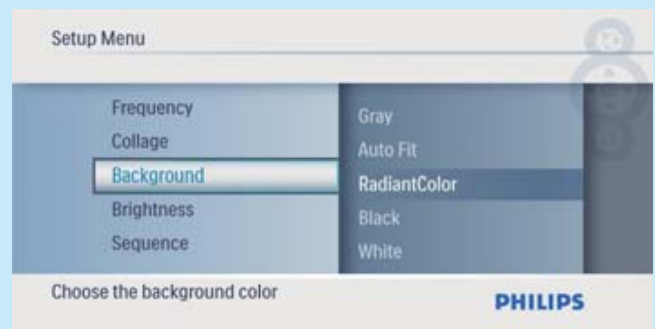 Setup Menu
Frequency
Collage
Background
Brightness
Sequence
Gray
Auto Fit
RadiantColor
Black
White
Choose the background color
PHILIPS